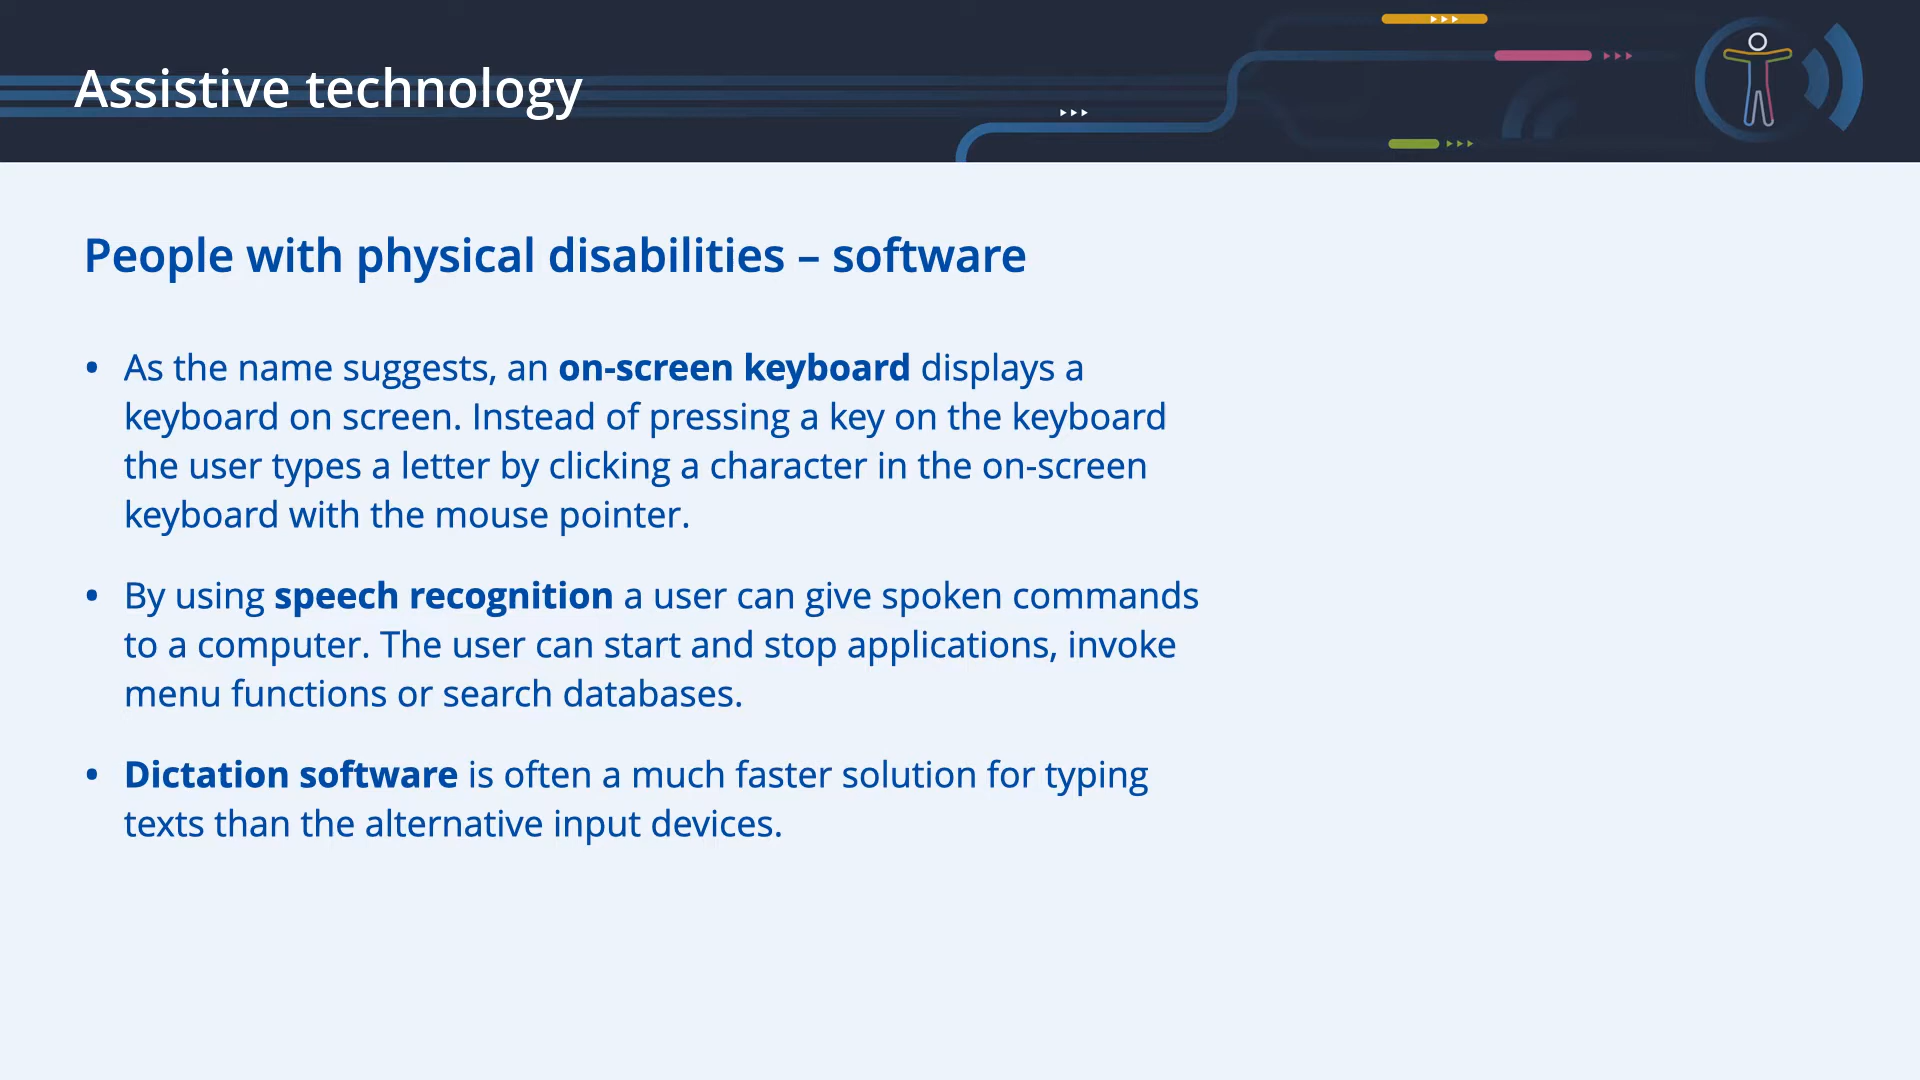 Assistive technology
People with physical disabilities – software
• As the name suggests, an on-screen keyboard displays a
keyboard on screen. Instead of pressing a key on the keyboard
the user types a letter by clicking a character in the on-screen
keyboard with the mouse pointer.
• By using speech recognition a user can give spoken commands
to a computer. The user can start and stop applications, invoke
menu functions or search databases.
• Dictation software is often a much faster solution for typing
texts than the alternative input devices.